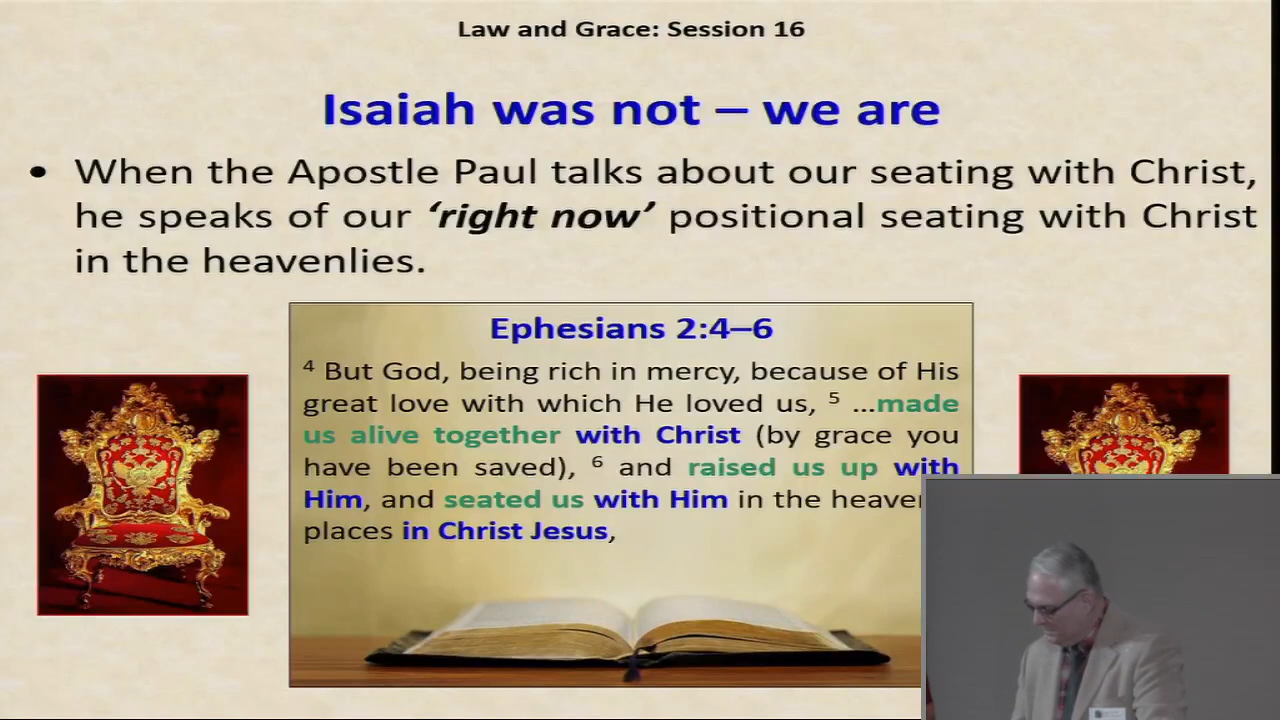 Law and Grace: Session 16
Isaiah was not – we are
• When the Apostle Paul talks about our seating with Christ,
he speaks of our ‘right now’ positional seating with Christ
in the heavenlies.
Ephesians 2:4–6
⁴ But God, being rich in mercy, because of His
great love with which He loved us, ⁵ ...made
us alive together with Christ (by grace you
have been saved), ⁶ and raised us up with
Him, and seated us with Him in the heaven
places in Christ Jesus,